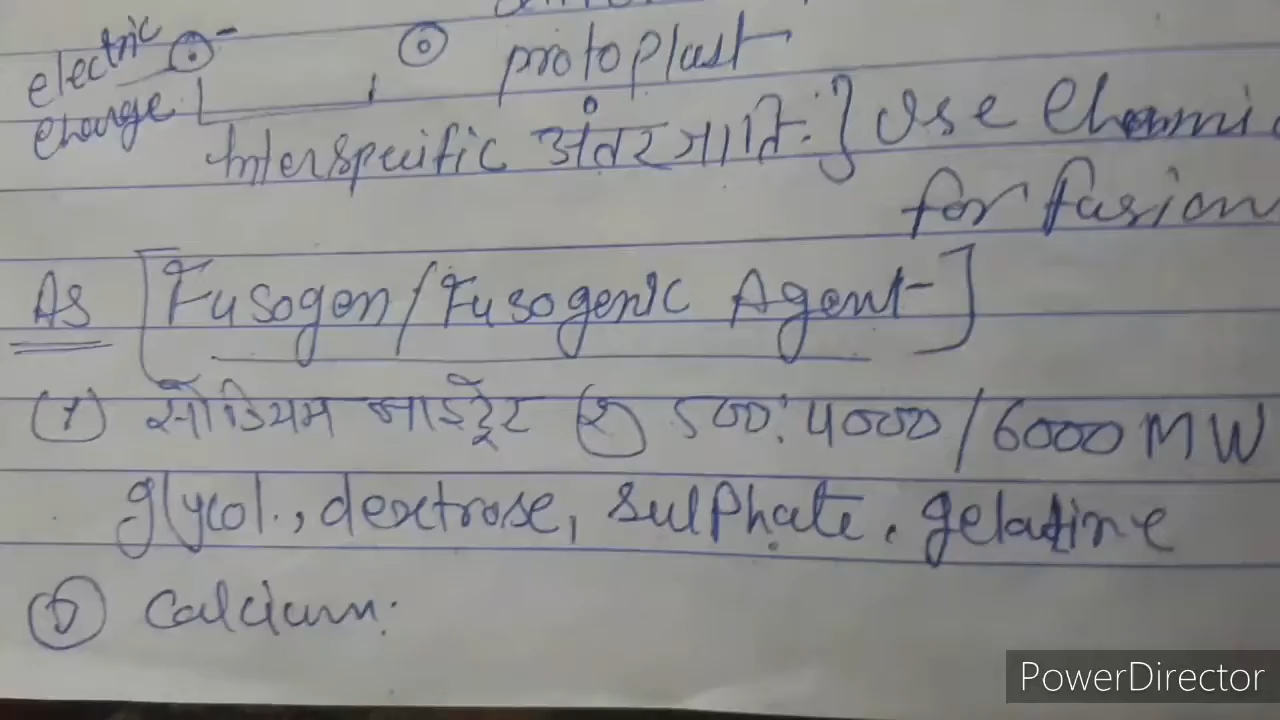 electric - protoplast
charge
Interspecific अंतरजाति :} Use Chemi
for fusion
As [Fusogen/Fusogenic Agent-]
(1) सोडियम नाइट्रेट (2) 500: 4000/6000 MW
glycol., dextrose, sulphate, gelatine
(5) Calcium:
PowerDirector